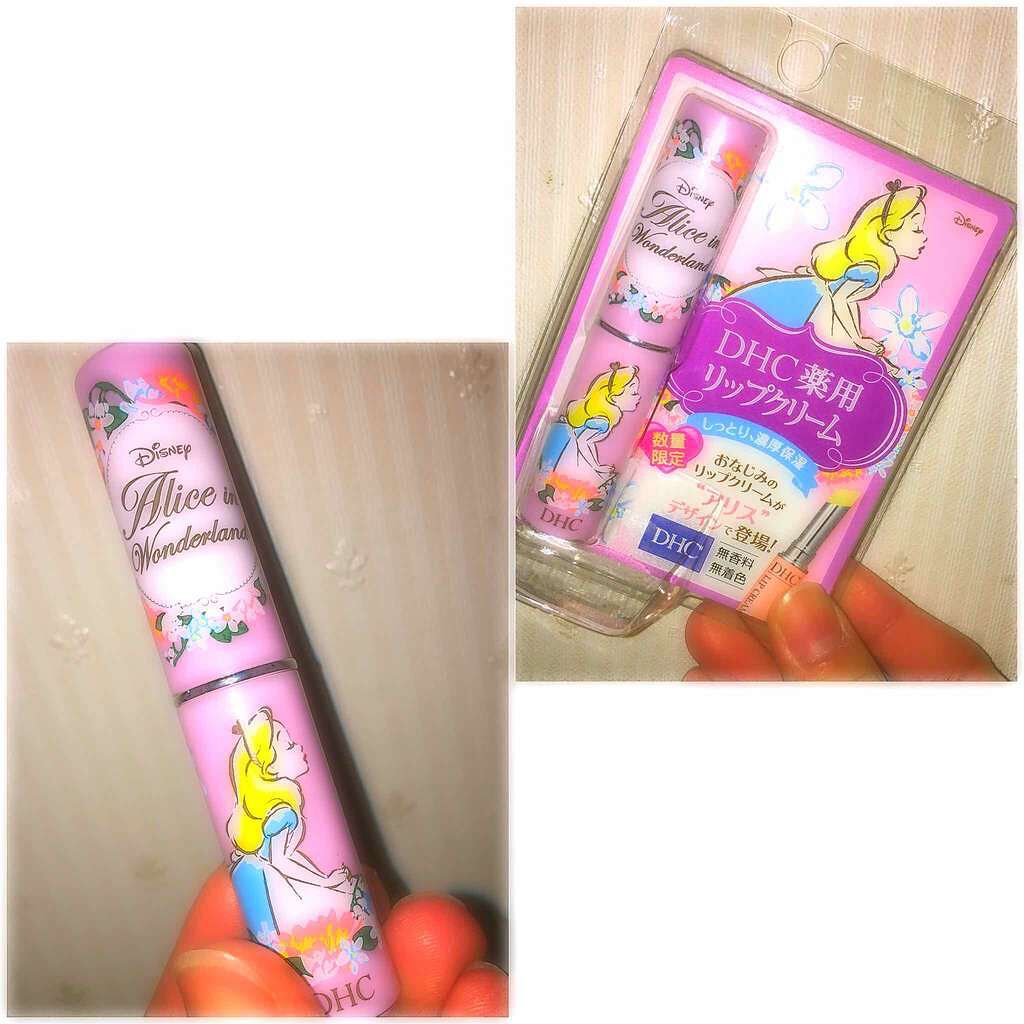 Disney
Alice in
Wonderland
DHC
Disney
Alice in
Wonderland
DHC
Disney
DHC 薬用
リップクリーム
しっとり、濃厚保湿
数量
限定
おなじみの
リップクリームが
"アリス"
デザインで登場!
DHC
無香料
無着色
DHC